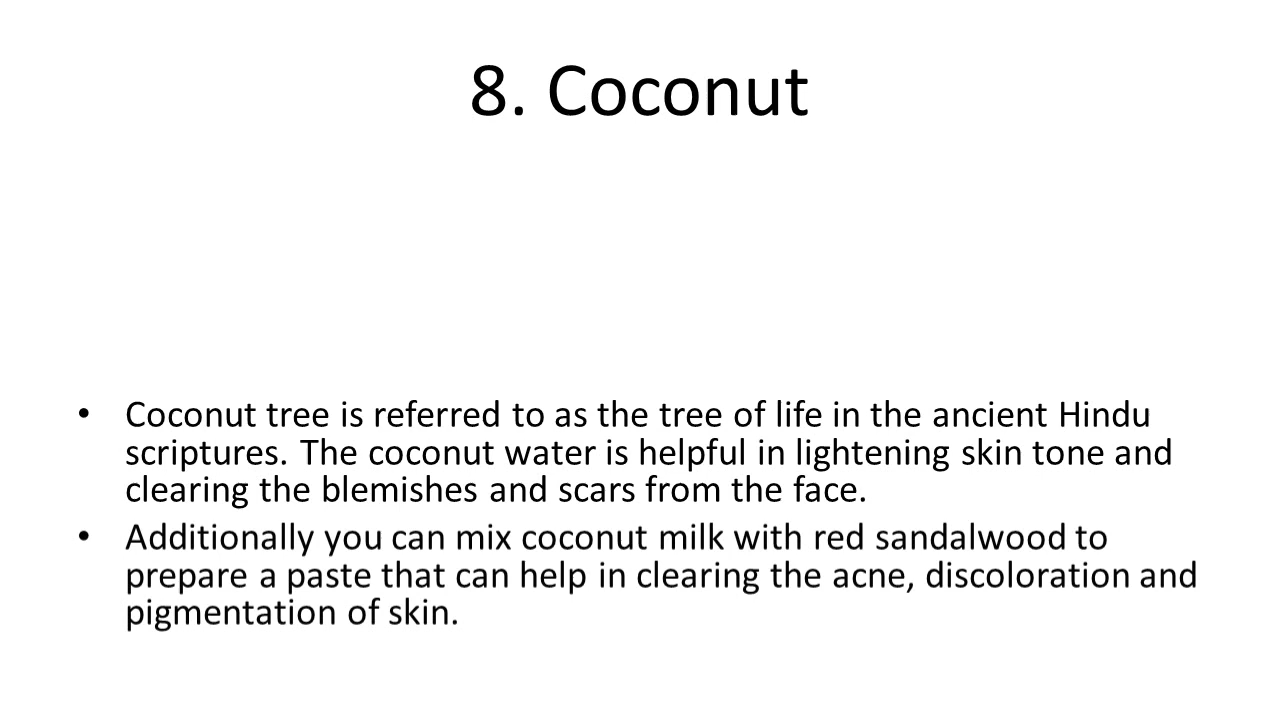 8. Coconut
• Coconut tree is referred to as the tree of life in the ancient Hindu
scriptures. The coconut water is helpful in lightening skin tone and
clearing the blemishes and scars from the face.
• Additionally you can mix coconut milk with red sandalwood to
prepare a paste that can help in clearing the acne, discoloration and
pigmentation of skin.